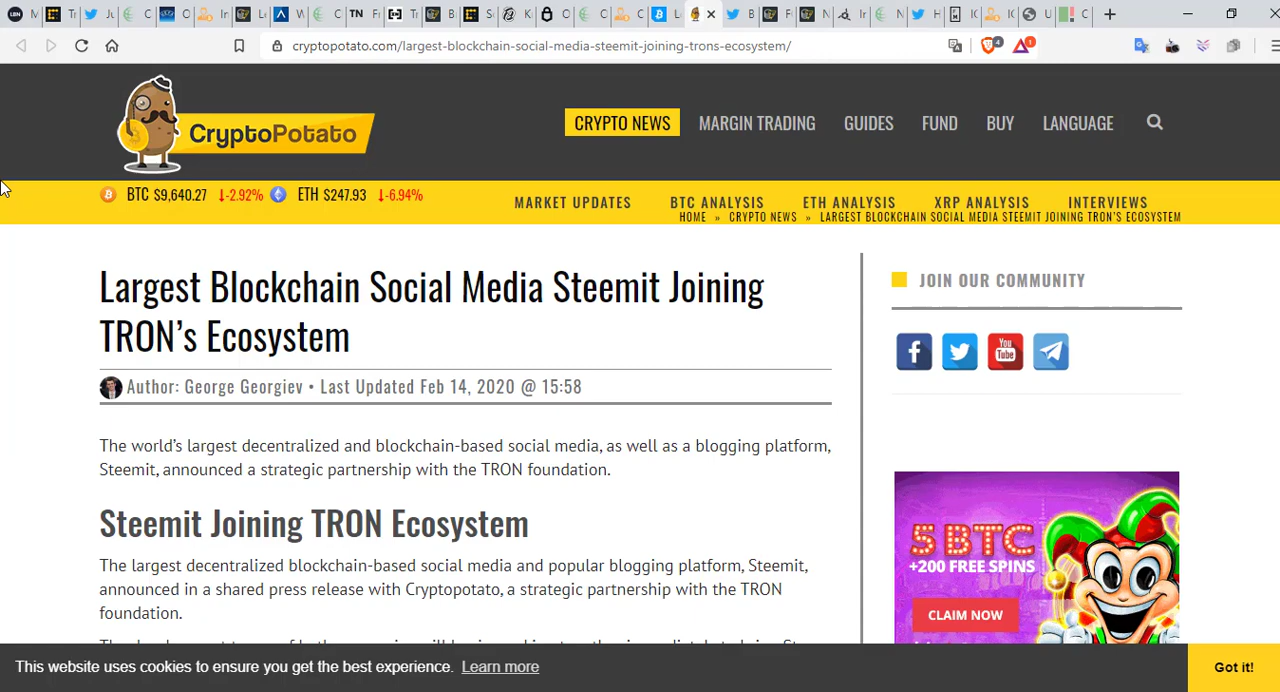 cryptopotato.com/largest-blockchain-social-media-steemit-joining-trons-ecosystem/
4
1
CryptoPotato
CRYPTO NEWS
MARGIN TRADING
GUIDES
FUND
BUY
LANGUAGE
BTC $9,640.27 ↓-2.92% ETH $247.93 ↓-6.94%
MARKET UPDATES
BTC ANALYSIS
ETH ANALYSIS
XRP ANALYSIS
INTERVIEWS
HOME » CRYPTO NEWS » LARGEST BLOCKCHAIN SOCIAL MEDIA STEEMIT JOINING TRON'S ECOSYSTEM
Largest Blockchain Social Media Steemit Joining
TRON's Ecosystem
Author: George Georgiev • Last Updated Feb 14, 2020 @ 15:58
The world's largest decentralized and blockchain-based social media, as well as a blogging platform,
Steemit, announced a strategic partnership with the TRON foundation.
Steemit Joining TRON Ecosystem
The largest decentralized blockchain-based social media and popular blogging platform, Steemit,
announced in a shared press release with Cryptopotato, a strategic partnership with the TRON
foundation.
JOIN OUR COMMUNITY
You
Tube
5 BTC
+200 FREE SPINS
CLAIM NOW
This website uses cookies to ensure you get the best experience. Learn more
Got it!